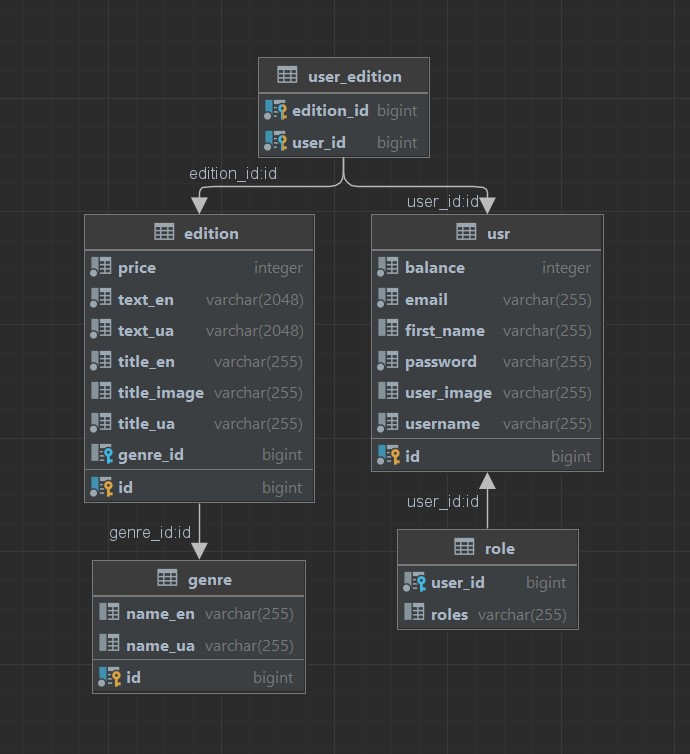 user_edition
edition_id bigint
user_id bigint
edition_id:id
user_id:id
edition
price integer
text_en varchar(2048)
text_ua varchar(2048)
title_en varchar(255)
title_image varchar(255)
title_ua varchar(255)
genre_id bigint
id bigint
usr
balance integer
email varchar(255)
first_name varchar(255)
password varchar(255)
user_image varchar(255)
username varchar(255)
id bigint
genre_id:id
user_id:id
genre
name_en varchar(255)
name_ua varchar(255)
id bigint
role
user_id bigint
roles varchar(255)